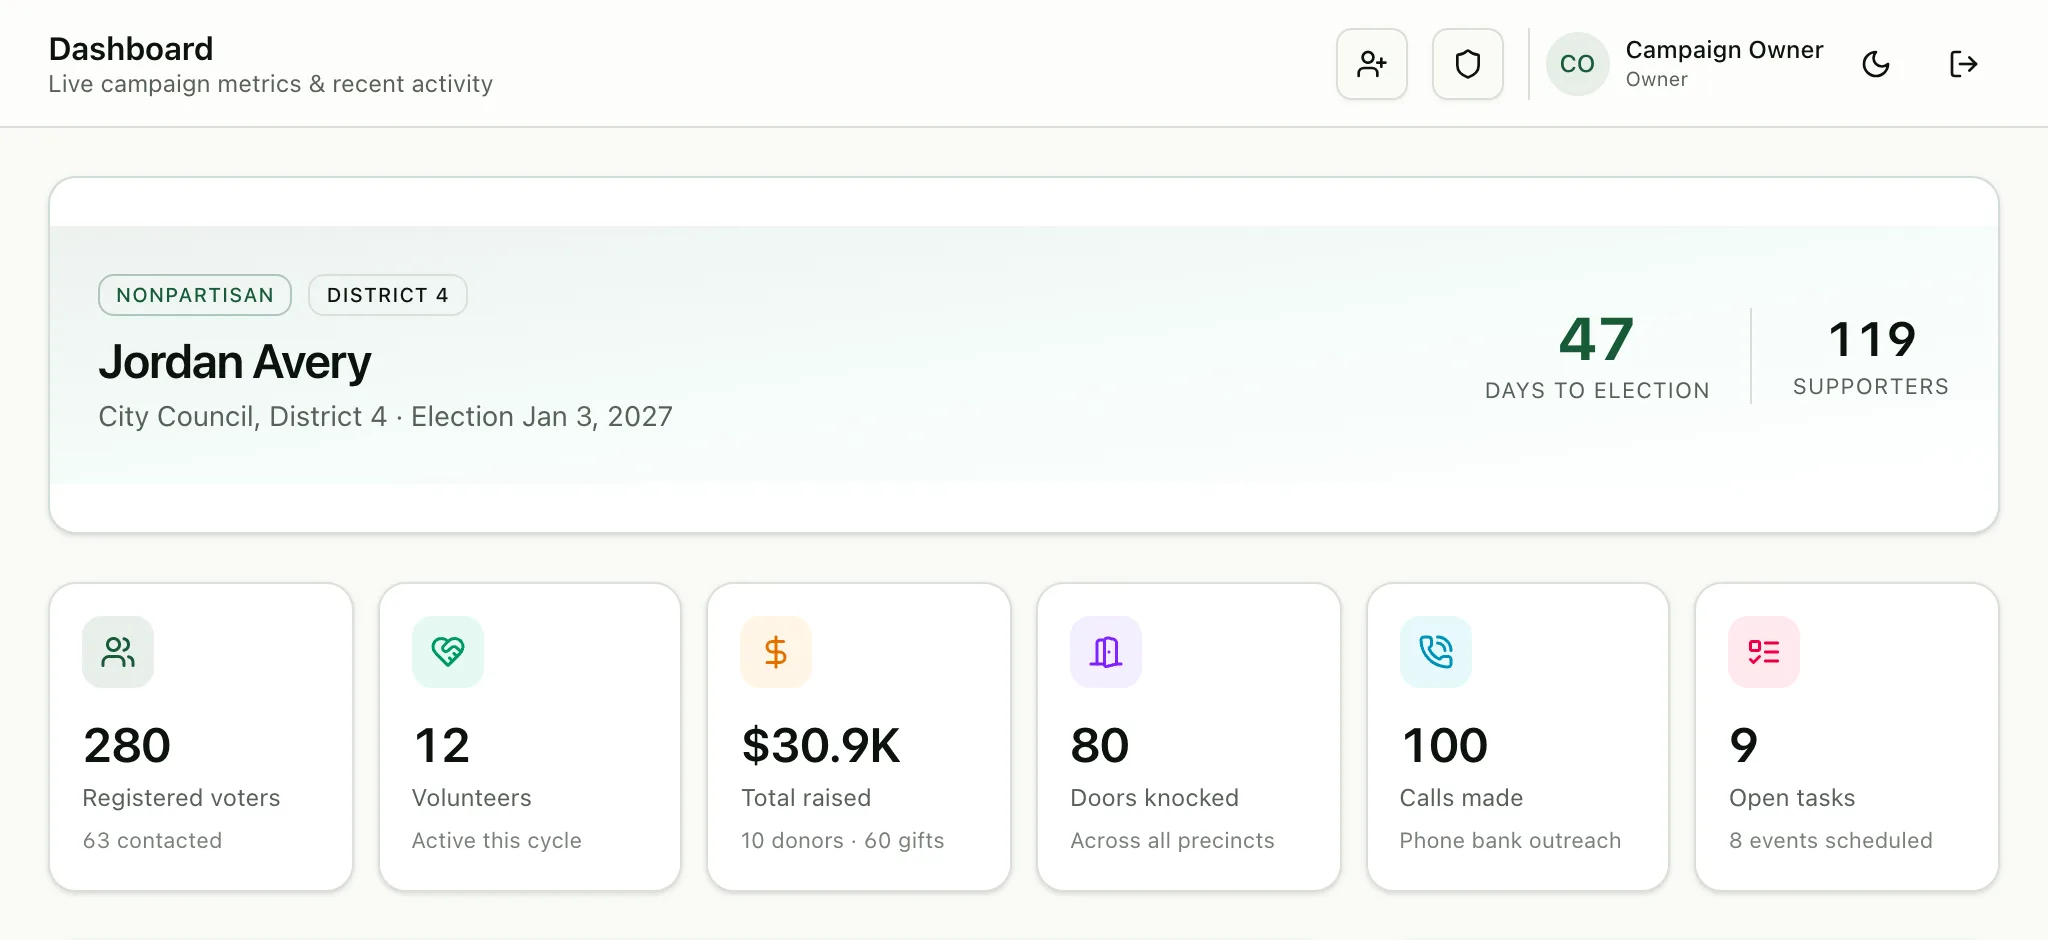 Dashboard
Live campaign metrics & recent activity
CO
Campaign Owner
Owner
NONPARTISAN
DISTRICT 4
Jordan Avery
City Council, District 4 · Election Jan 3, 2027
47
DAYS TO ELECTION
119
SUPPORTERS
280
Registered voters
63 contacted
12
Volunteers
Active this cycle
$30.9K
Total raised
10 donors · 60 gifts
80
Doors knocked
Across all precincts
100
Calls made
Phone bank outreach
9
Open tasks
8 events scheduled